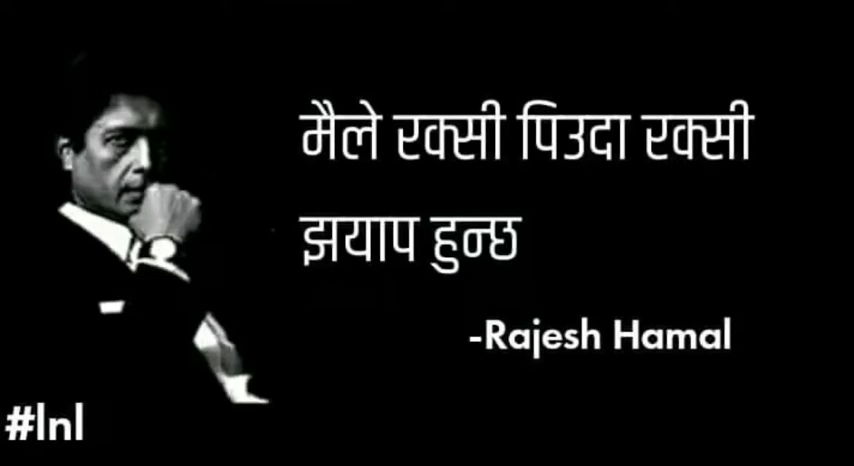 मैले रक्सी पिउदा रक्सी
झयाप हुन्छ
-Rajesh Hamal
#lnl